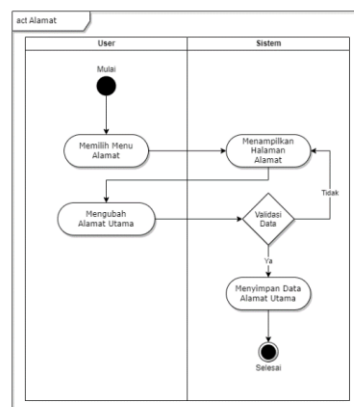 act Alamat
User
Sistem
Mulai
Memilih Menu
Alamat
Menampilkan
Halaman
Alamat
Tidak
Mengubah
Alamat Utama
Validasi
Data
Ya
Menyimpan Data
Alamat Utama
Selesai